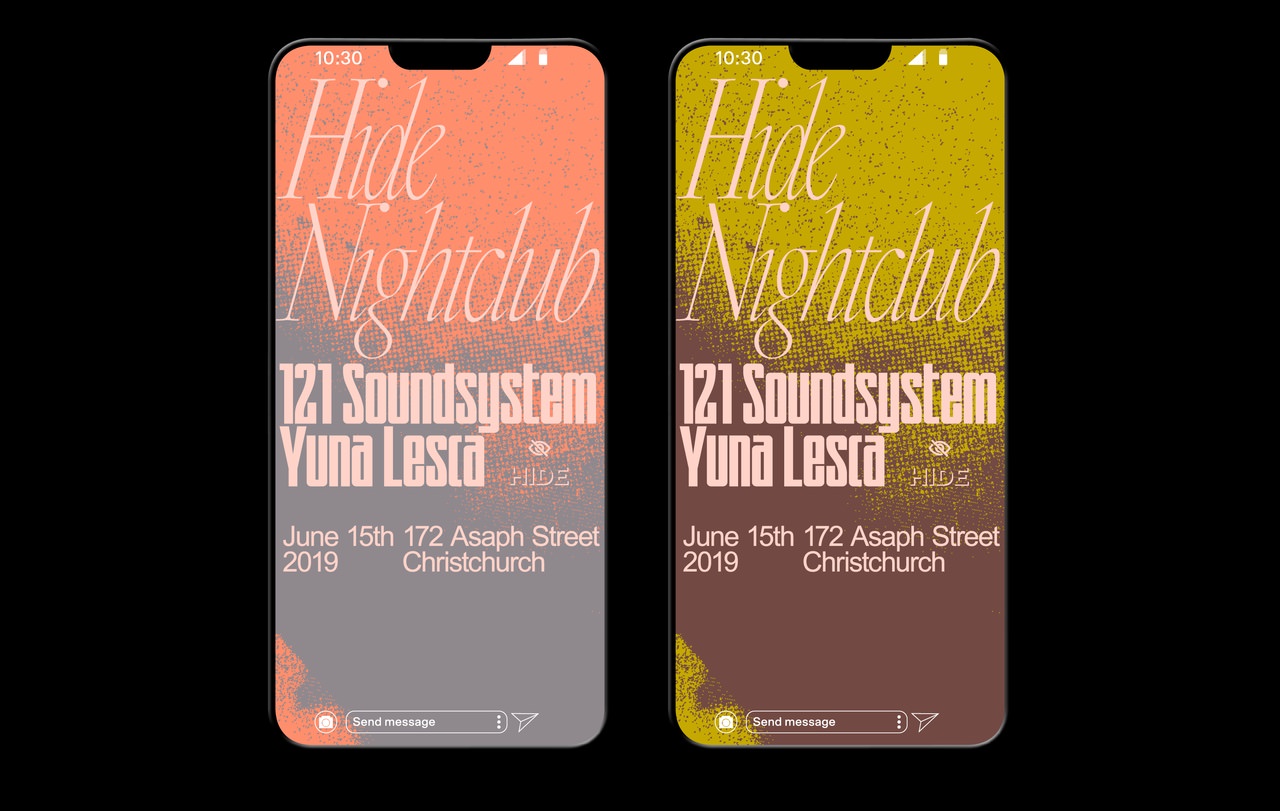 10:30
Hide
Nightclub
121 Soundsystem
Yuna Lesca
HIDE
June 15th 172 Asaph Street
2019 Christchurch
Send message
10:30
Hide
Nightclub
121 Soundsystem
Yuna Lesca
HIDE
June 15th 172 Asaph Street
2019 Christchurch
Send message